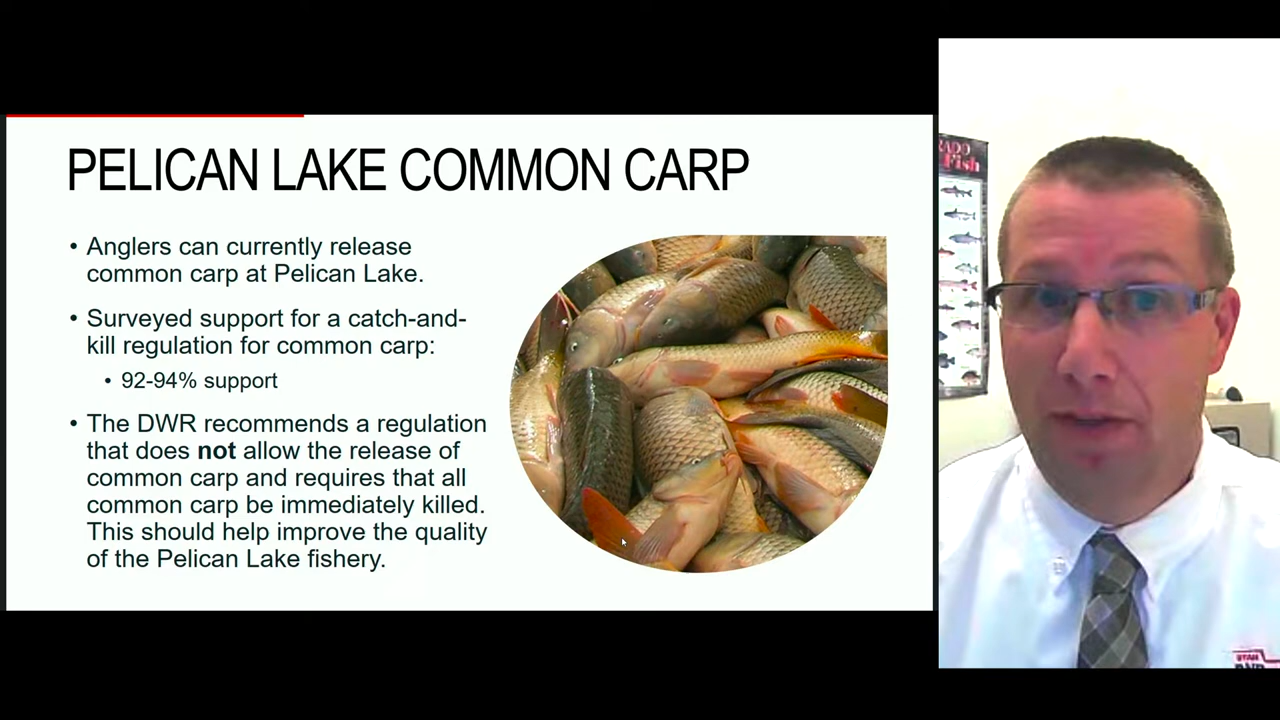 PELICAN LAKE COMMON CARP
• Anglers can currently release
common carp at Pelican Lake.
• Surveyed support for a catch-and-
kill regulation for common carp:
• 92-94% support
• The DWR recommends a regulation
that does not allow the release of
common carp and requires that all
common carp be immediately killed.
This should help improve the quality
of the Pelican Lake fishery.
RADO
Fish
UTAH